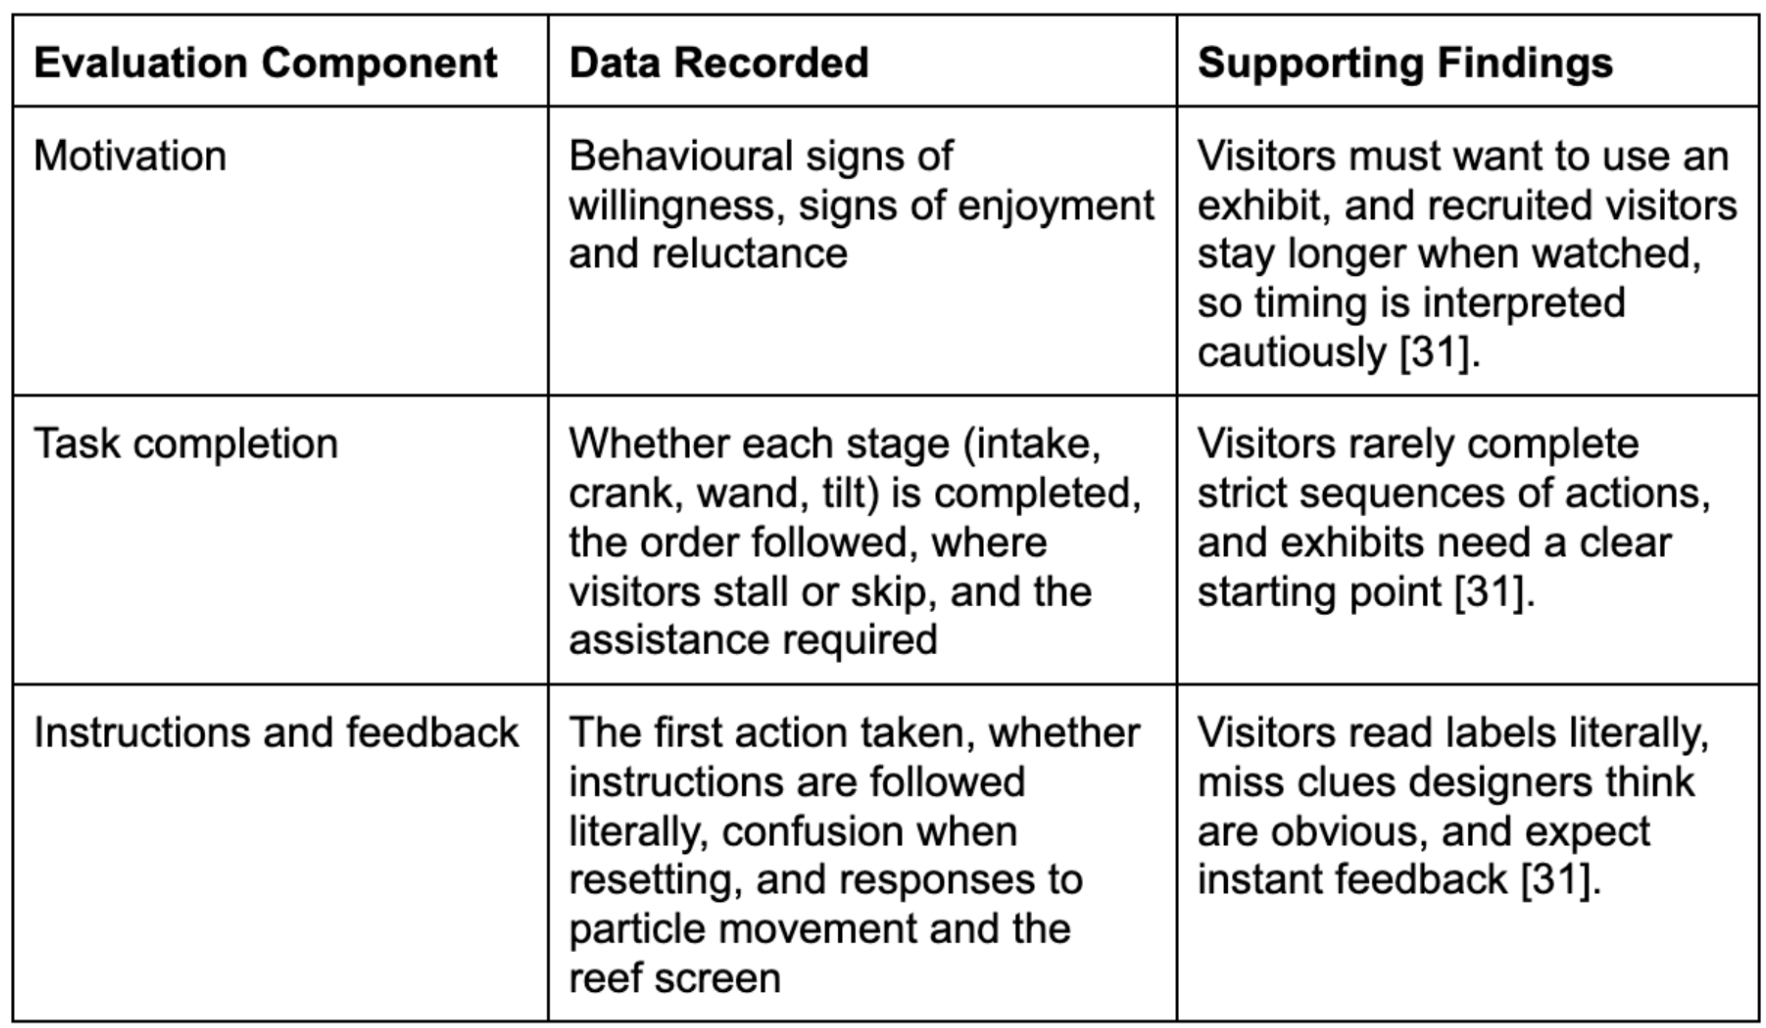 Evaluation Component
Data Recorded
Supporting Findings
Motivation
Behavioural signs of
willingness, signs of enjoyment
and reluctance
Visitors must want to use an
exhibit, and recruited visitors
stay longer when watched,
so timing is interpreted
cautiously [31].
Task completion
Whether each stage (intake,
crank, wand, tilt) is completed,
the order followed, where
visitors stall or skip, and the
assistance required
Visitors rarely complete
strict sequences of actions,
and exhibits need a clear
starting point [31].
Instructions and feedback
The first action taken, whether
instructions are followed
literally, confusion when
resetting, and responses to
particle movement and the
reef screen
Visitors read labels literally,
miss clues designers think
are obvious, and expect
instant feedback [31].